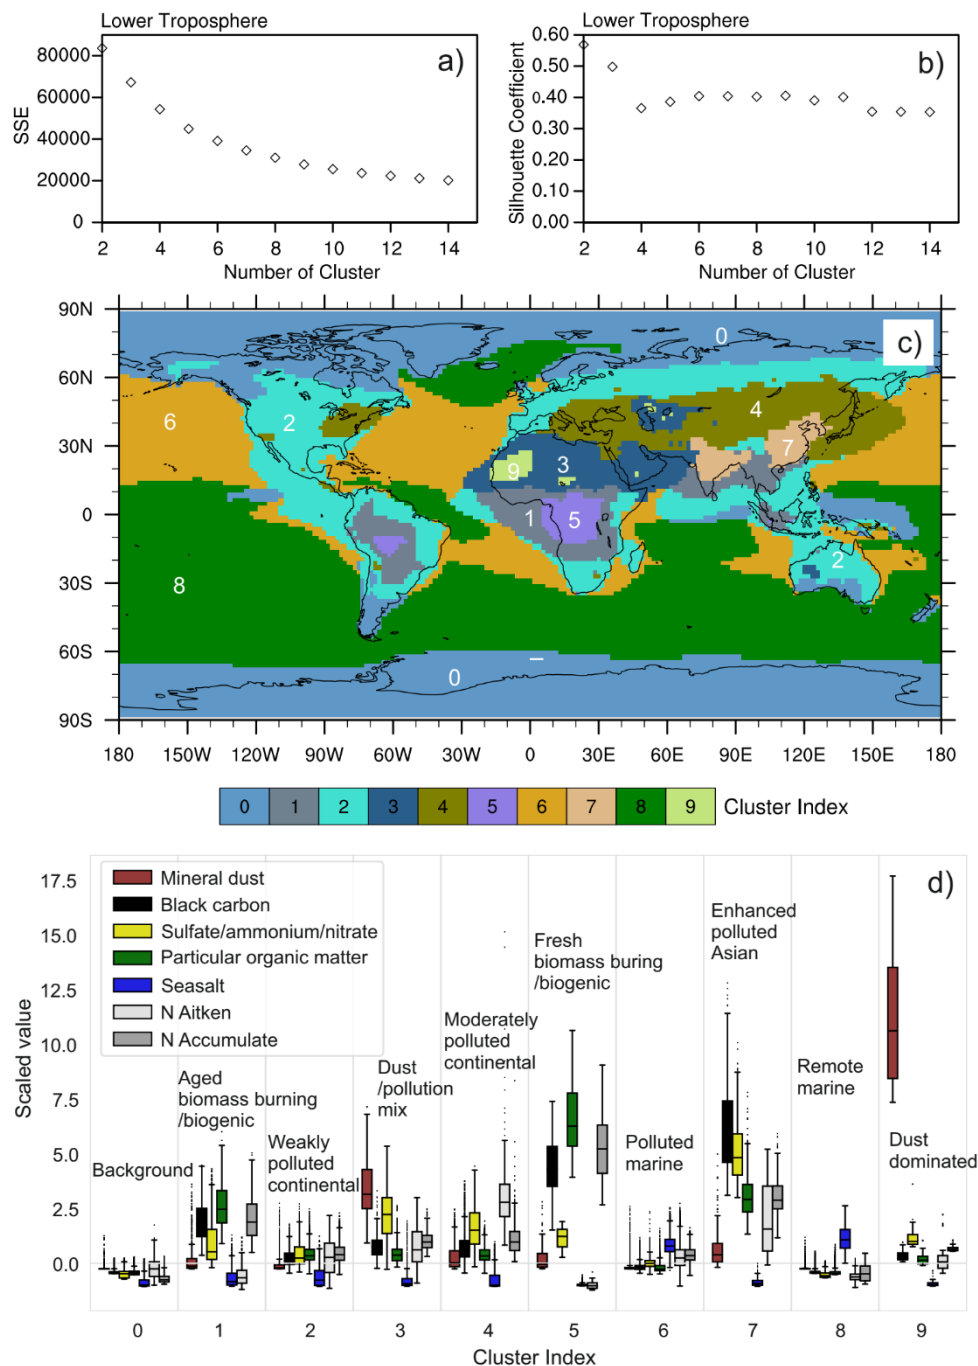 Lower Troposphere
a)
80000
60000
40000
20000
0
SSE
2 4 6 8 10 12 14
Number of Cluster
Lower Troposphere
b)
0.60
0.50
0.40
0.30
0.20
0.10
0.00
Silhouette Coefficient
2 4 6 8 10 12 14
Number of Cluster
c)
90N
60N
30N
0
30S
60S
90S
0
6
2
4
7
9
3
1
5
2
8
0
180 150W 120W 90W 60W 30W 0 30E 60E 90E 120E 150E 180
0 1 2 3 4 5 6 7 8 9 Cluster Index
d)
17.5
15.0
12.5
10.0
7.5
5.0
2.5
0.0
Scaled value
Mineral dust
Black carbon
Sulfate/ammonium/nitrate
Particular organic matter
Seasalt
N Aitken
N Accumulate
Background
Aged
biomass burning
/biogenic
Weakly
polluted
continental
Dust
/pollution
mix
Moderately
polluted
continental
Fresh
biomass buring
/biogenic
Polluted
marine
Enhanced
polluted
Asian
Remote
marine
Dust
dominated
0 1 2 3 4 5 6 7 8 9
Cluster Index